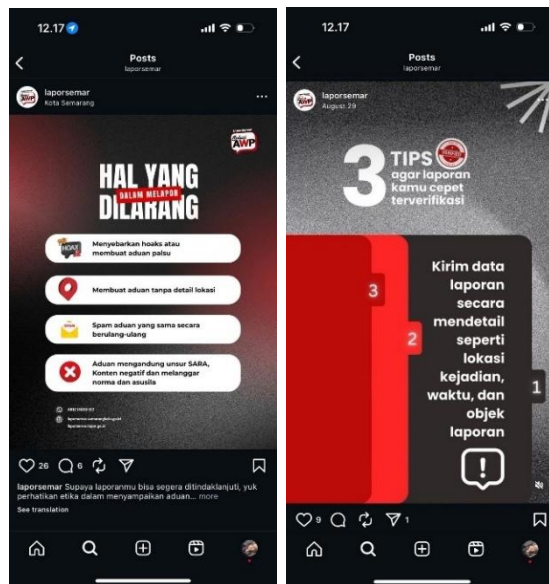 12.17
Posts
laporsemar
laporsemar
Kota Semarang
AWP
HAL YANG
DALAM MELAPOR
DILARANG
HOAX
Menyebarkan hoaks atau
membuat aduan palsu
Membuat aduan tanpa detail lokasi
Spam aduan yang sama secara
berulang-ulang
Aduan mengandung unsur SARA,
Konten negatif dan melanggar
norma dan asusila
26
6
laporsemar Supaya laporanmu bisa segera ditindaklanjuti, yuk
perhatikan etika dalam menyampaikan aduan... more
See translation
12.17
Posts
laporsemar
laporsemar
August 29
3
TIPS
agar laporan
kamu cepet
terverifikasi
3
2
1
Kirim data
laporan
secara
mendetail
seperti
lokasi
kejadian,
waktu, dan
objek
laporan
9
1